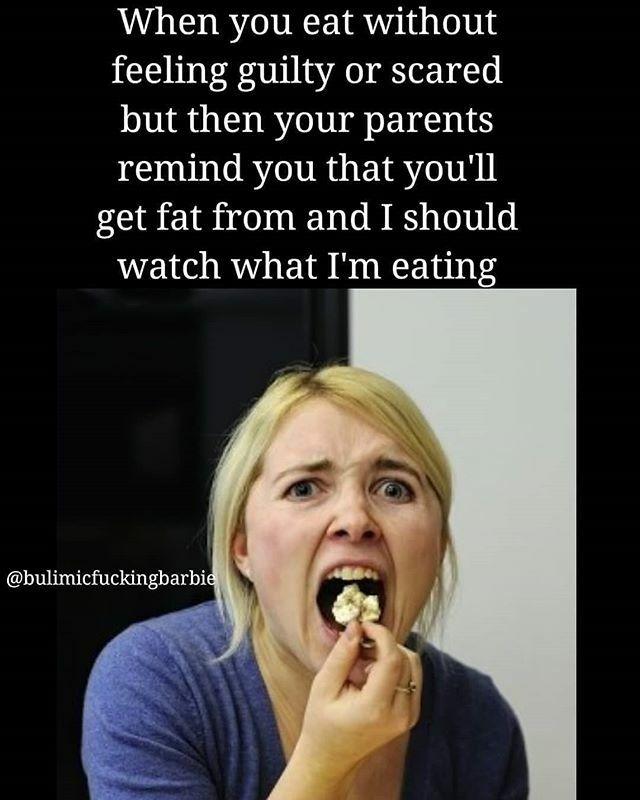 When you eat without
feeling guilty or scared
but then your parents
remind you that you'll
get fat from and I should
watch what I'm eating
@bulimicfuckingbarbie